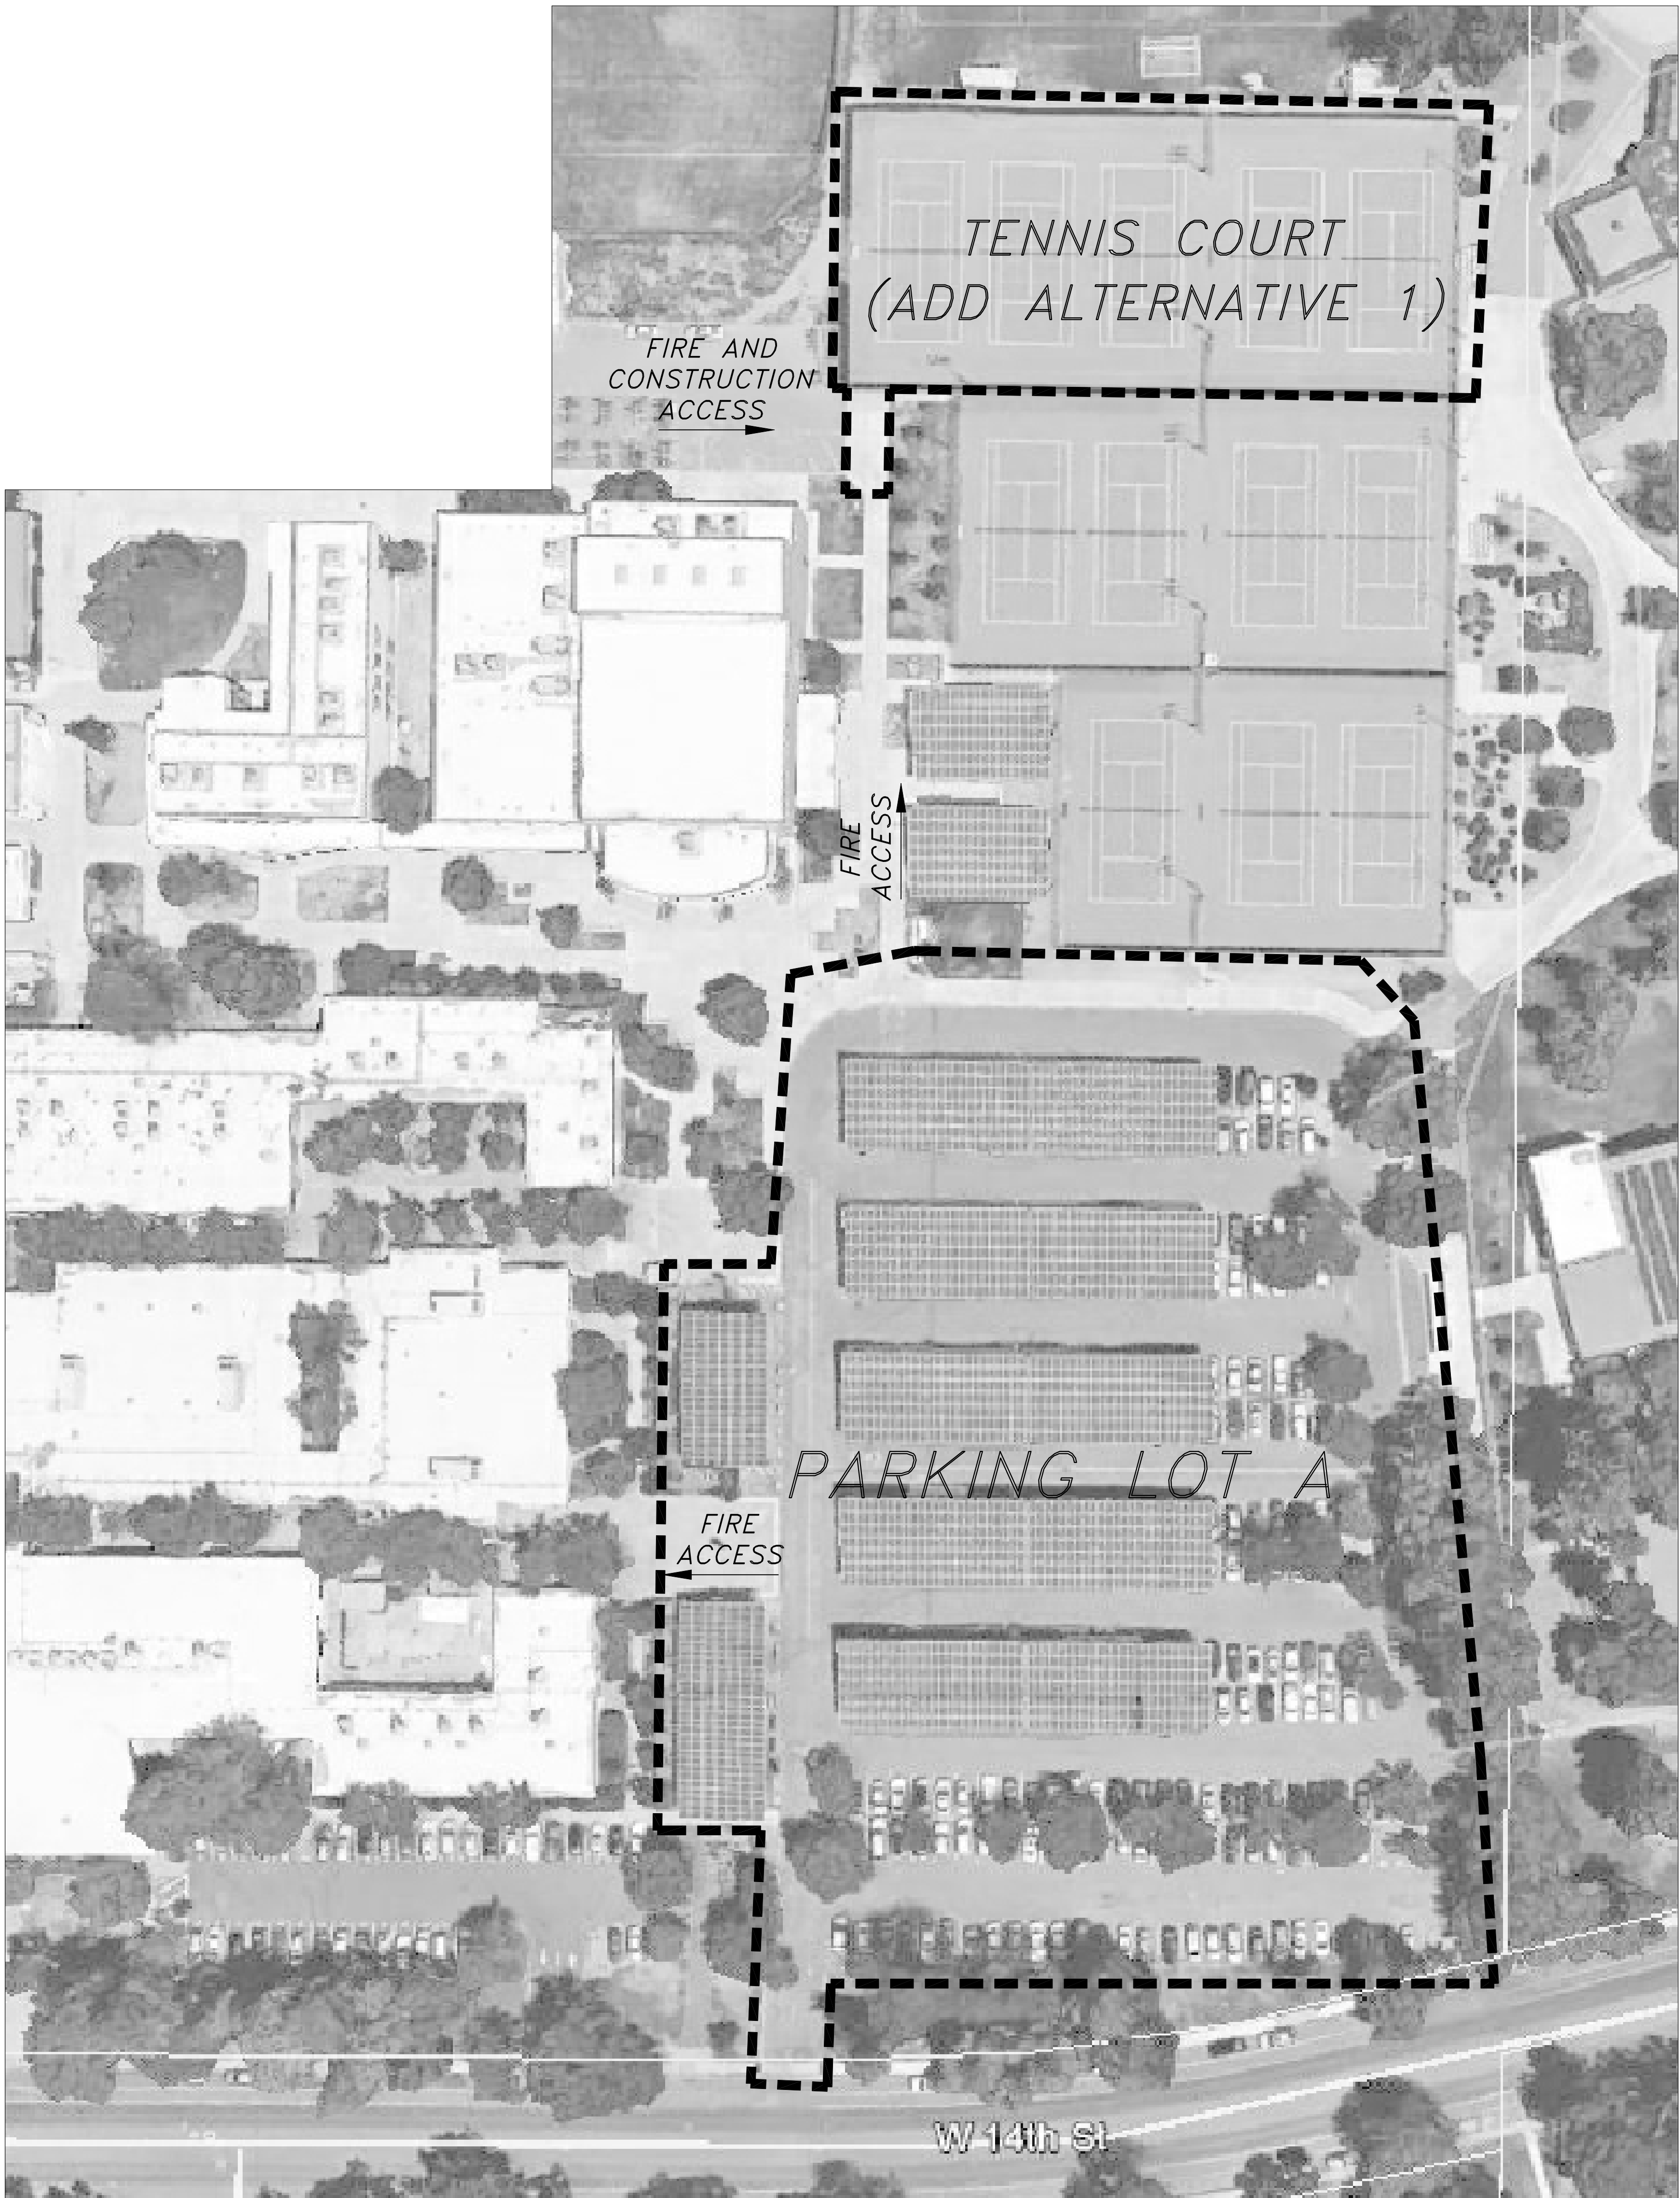 TENNIS COURT
(ADD ALTERNATIVE 1)
FIRE AND
CONSTRUCTION
ACCESS
FIRE
ACCESS
PARKING LOT A
FIRE
ACCESS
W 14th St